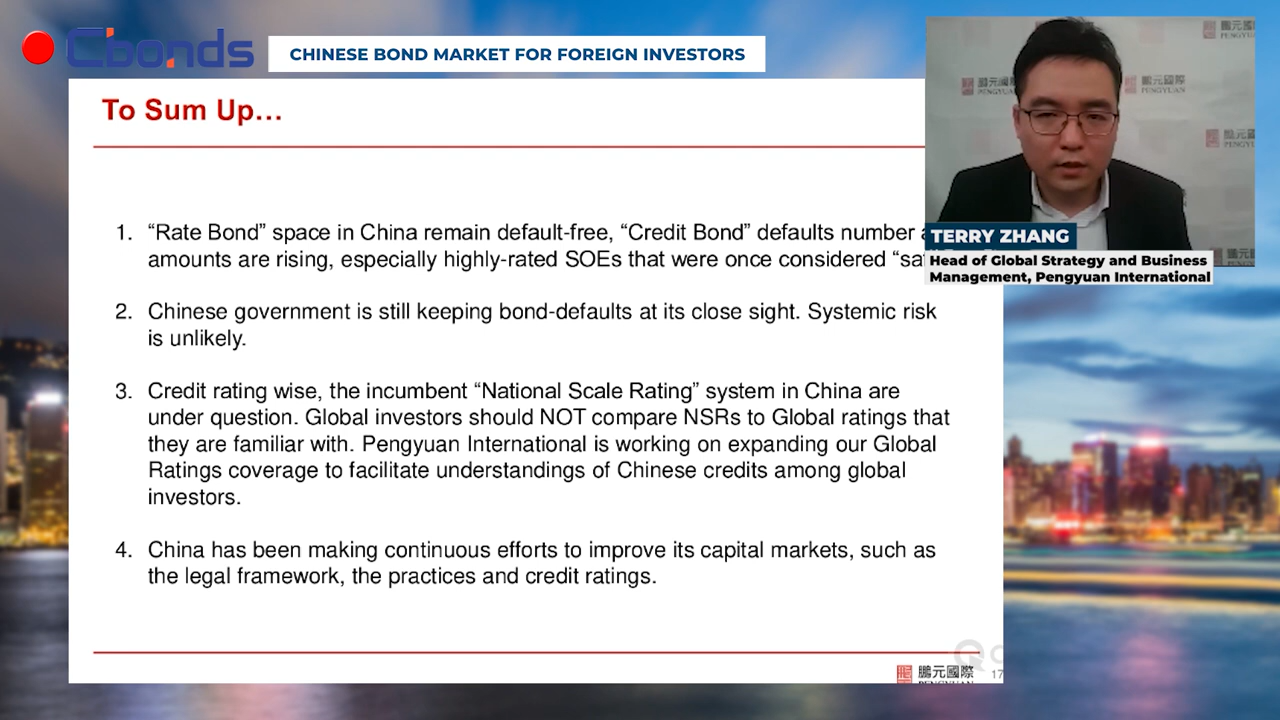 Cbonds
CHINESE BOND MARKET FOR FOREIGN INVESTORS
To Sum Up…
1. “Rate Bond” space in China remain default-free, “Credit Bond” defaults number
amounts are rising, especially highly-rated SOEs that were once considered
2. Chinese government is still keeping bond-defaults at its close sight. Systemic risk
is unlikely.
3. Credit rating wise, the incumbent “National Scale Rating” system in China are
under question. Global investors should NOT compare NSRs to Global ratings that
they are familiar with. Pengyuan International is working on expanding our Global
Ratings coverage to facilitate understandings of Chinese credits among global
investors.
4. China has been making continuous efforts to improve its capital markets, such as
the legal framework, the practices and credit ratings.
鵬元國際
PENGYUAN
17
鵬元國際
PENGYUAN
TERRY ZHANG
Head of Global Strategy and Business
Management, Pengyuan International